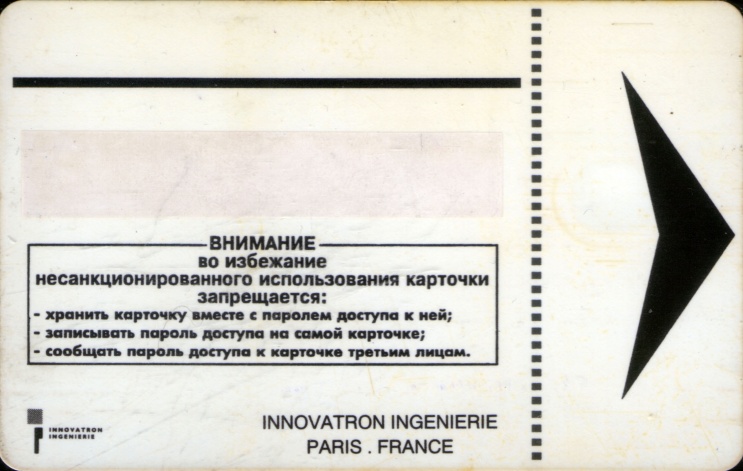 ВНИМАНИЕ
во избежание
несанкционированного использования карточки
запрещается:
- хранить карточку вместе с паролем доступа к ней;
- записывать пароль доступа на самой карточке;
- сообщать пароль доступа к карточке третьим лицам.
INNOVATRON
INGENIERIE
INNOVATRON INGENIERIE
PARIS . FRANCE